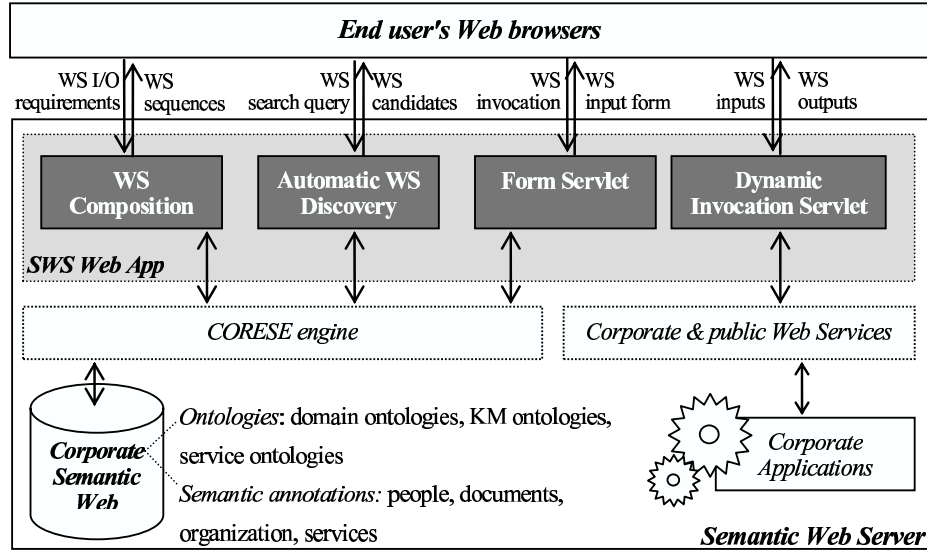 End user's Web browsers
WS I/O
requirements
WS
sequences
WS
search query
WS
candidates
WS
invocation
WS
input form
WS
inputs
WS
outputs
WS
Composition
Automatic WS
Discovery
Form Servlet
Dynamic
Invocation Servlet
SWS Web App
CORESE engine
Corporate & public Web Services
Corporate
Semantic
Web
Ontologies: domain ontologies, KM ontologies,
service ontologies
Semantic annotations: people, documents,
organization, services
Corporate
Applications
Semantic Web Server